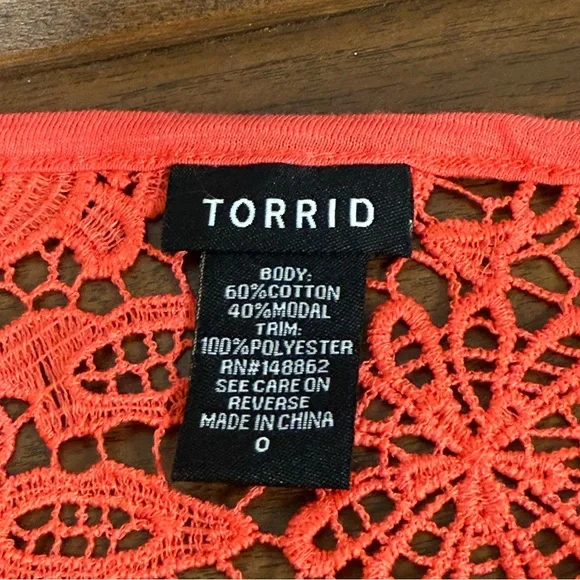 TORRID
BODY:
60%COTTON
40%MODAL
TRIM:
100%POLYESTER
RN#148862
SEE CARE ON
REVERSE
MADE IN CHINA
0